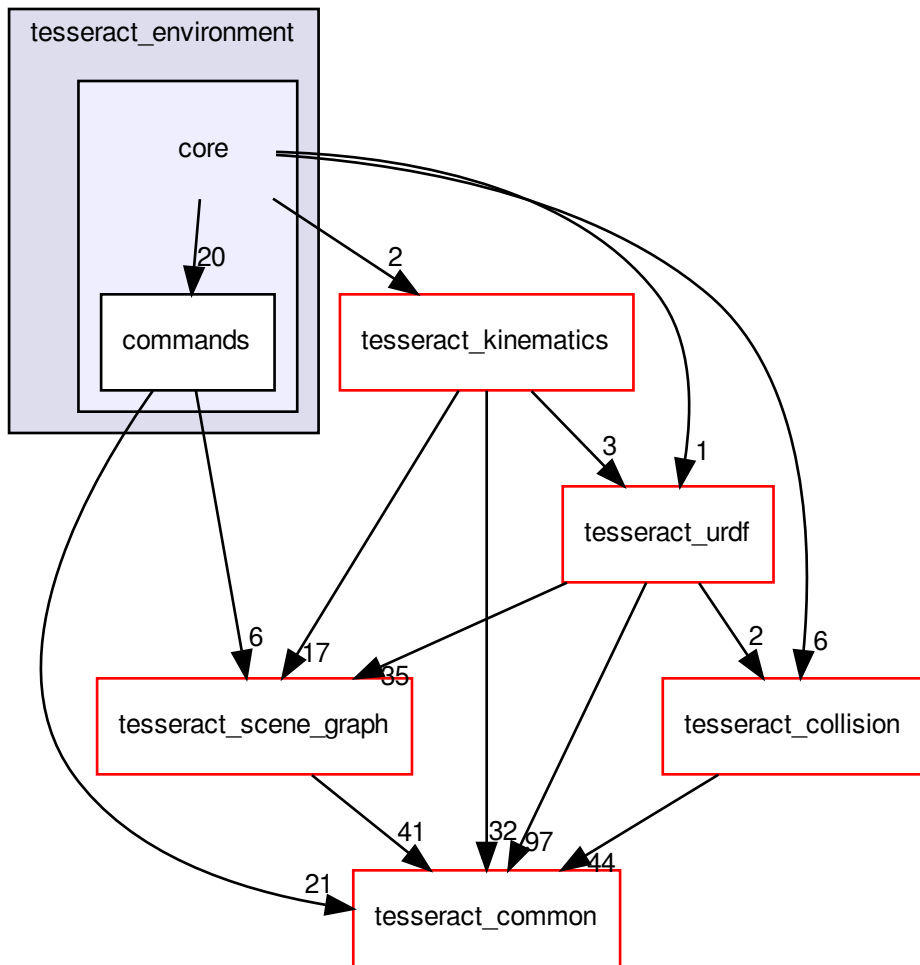 tesseract_environment
core
20
2
commands
tesseract_kinematics
3
1
tesseract_urdf
6
17
35
2
6
tesseract_scene_graph
tesseract_collision
41
32
97
44
21
tesseract_common